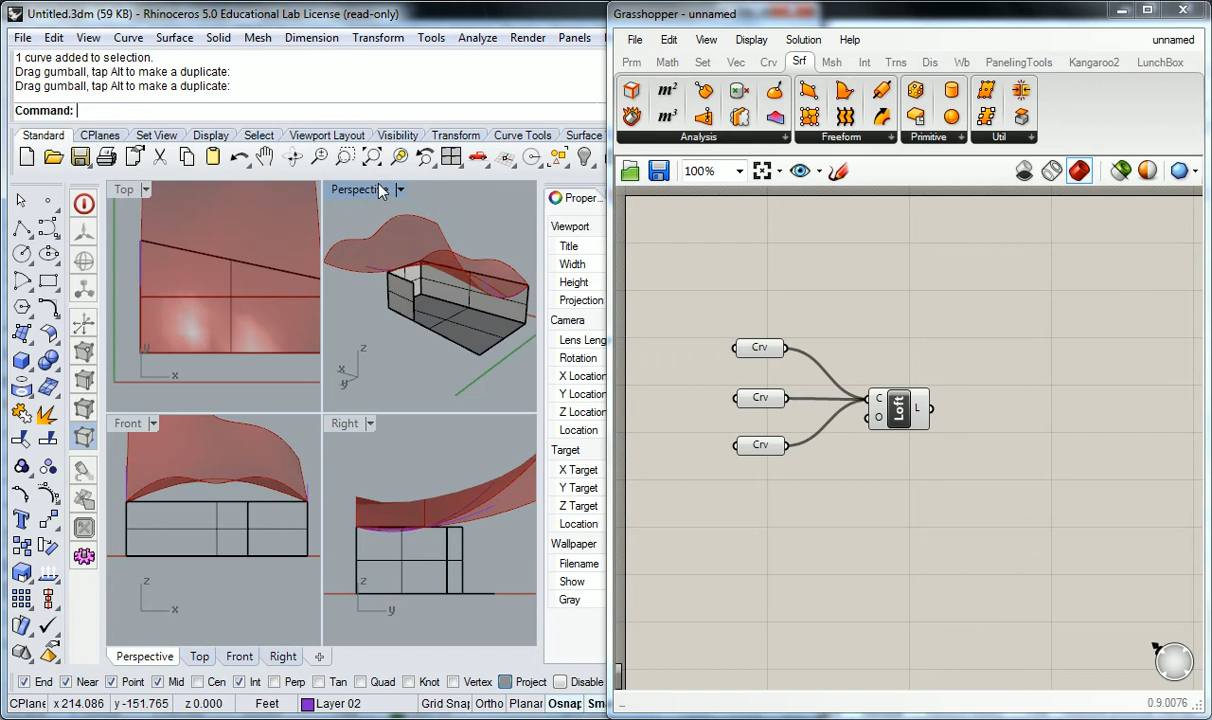 Untitled.3dm (59 KB) - Rhinoceros 5.0 Educational Lab License (read-only)
File Edit View Curve Surface Solid Mesh Dimension Transform Tools Analyze Render Panels
1 curve added to selection.
Drag gumball, tap Alt to make a duplicate:
Drag gumball, tap Alt to make a duplicate:
Command:
Standard CPlanes Set View Display Select Viewport Layout Visibility Transform Curve Tools Surface
Top
Perspective
Front
Right
z
x
y
y
x
z
x
z
y
Proper...
Viewport
Title
Width
Height
Projection
Camera
Lens Leng
Rotation
X Location
Y Location
Z Location
Location
Target
X Target
Y Target
Z Target
Location
Wallpaper
Filename
Show
Gray
Perspective Top Front Right
End Near Point Mid Cen Int Perp Tan Quad Knot Vertex Project Disable
CPlane x 214.086 y -151.765 z 0.000 Feet Layer 02 Grid Snap Ortho Planar Osnap Sm
Grasshopper - unnamed
File Edit View Display Solution Help unnamed
Prm Math Set Vec Crv Srf Msh Int Trns Dis Wb PanelingTools Kangaroo2 LunchBox
m² m²
Analysis Freeform Primitive Util
100%
Crv
Crv
Crv
C
O
Loft
L
0.9.0076